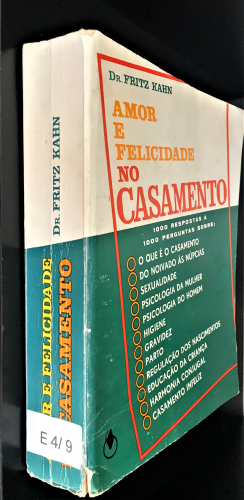 DR. FRITZ KAHN
AMOR
E
FELICIDADE
NO
CASAMENTO
1000 RESPOSTAS A
1000 PERGUNTAS SOBRE:
O QUE É O CASAMENTO
DO NOIVADO ÀS NÚPCIAS
SEXUALIDADE
PSICOLOGIA DA MULHER
PSICOLOGIA DO HOMEM
HIGIENE
GRAVIDEZ
PARTO
REGULAÇÃO DOS NASCIMENTOS
EDUCAÇÃO DA CRIANÇA
HARMONIA CONJUGAL
CASAMENTO INFELIZ
DR. FRITZ KAHN
R E FELICIDADE
CASAMENTO
E 4/9